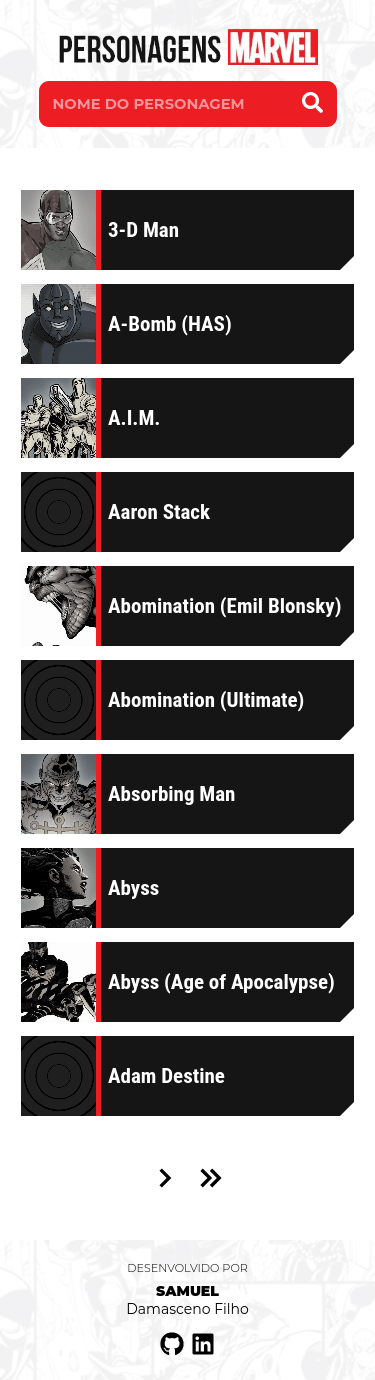 PERSONAGENS MARVEL
NOME DO PERSONAGEM
3-D Man
A-Bomb (HAS)
A.I.M.
Aaron Stack
Abomination (Emil Blonsky)
Abomination (Ultimate)
Absorbing Man
Abyss
Abyss (Age of Apocalypse)
Adam Destine
DESENVOLVIDO POR
SAMUEL
Damasceno Filho
in